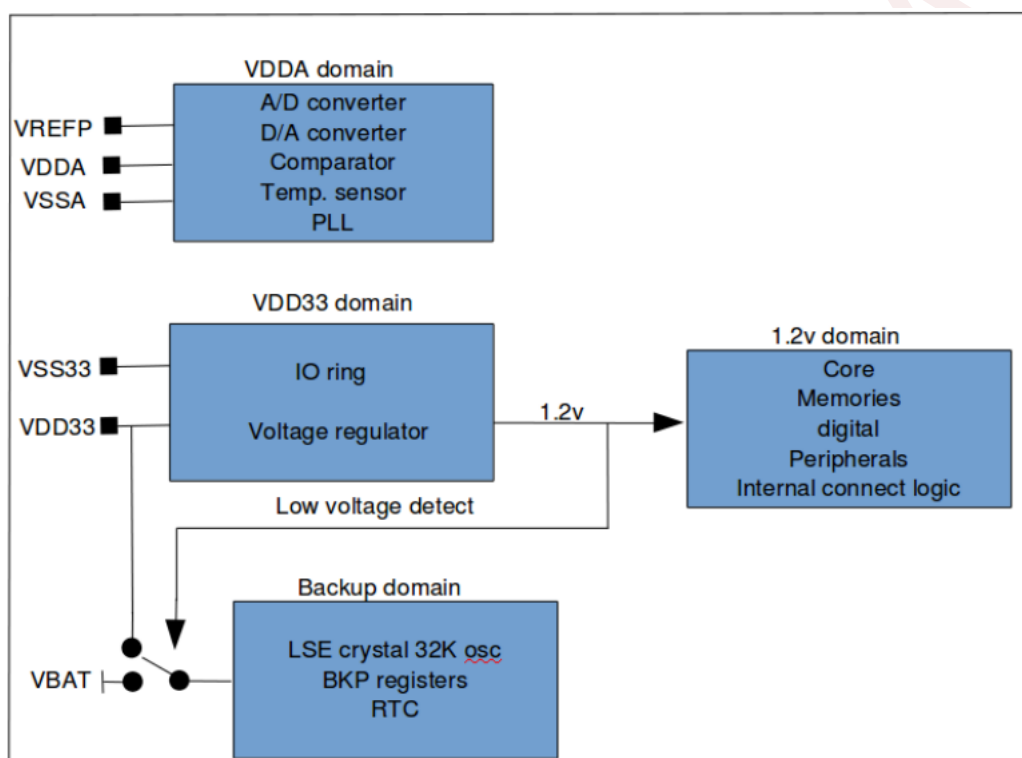 VDDA domain
A/D converter
VREFP
D/A converter
VDDA
Comparator
VSSA
Temp. sensor
PLL
VDD33 domain
VSS33
IO ring
VDD33
Voltage regulator
1.2v
1.2v domain
Core
Memories
digital
Peripherals
Internal connect logic
Low voltage detect
Backup domain
LSE crystal 32K osc
VBAT
BKP registers
RTC